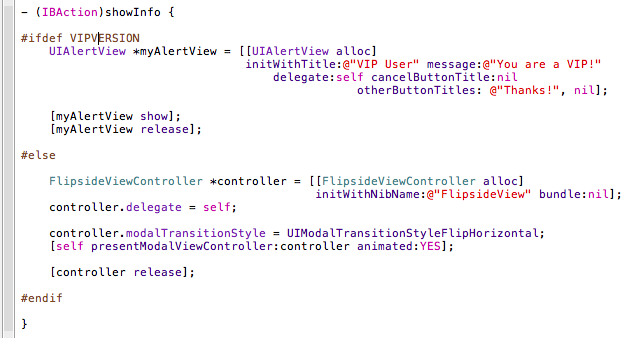 - (IBAction)showInfo {
#ifdef VIPVERSION
UIAlertView *myAlertView = [[UIAlertView alloc]
initWithTitle:@"VIP User" message:@"You are a VIP!"
delegate:self cancelButtonTitle:nil
otherButtonTitles: @"Thanks!", nil];
[myAlertView show];
[myAlertView release];
#else
FlipsideViewController *controller = [[FlipsideViewController alloc]
initWithNibName:@"FlipsideView" bundle:nil];
controller.delegate = self;
controller.modalTransitionStyle = UIModalTransitionStyleFlipHorizontal;
[self presentModalViewController:controller animated:YES];
[controller release];
#endif
}